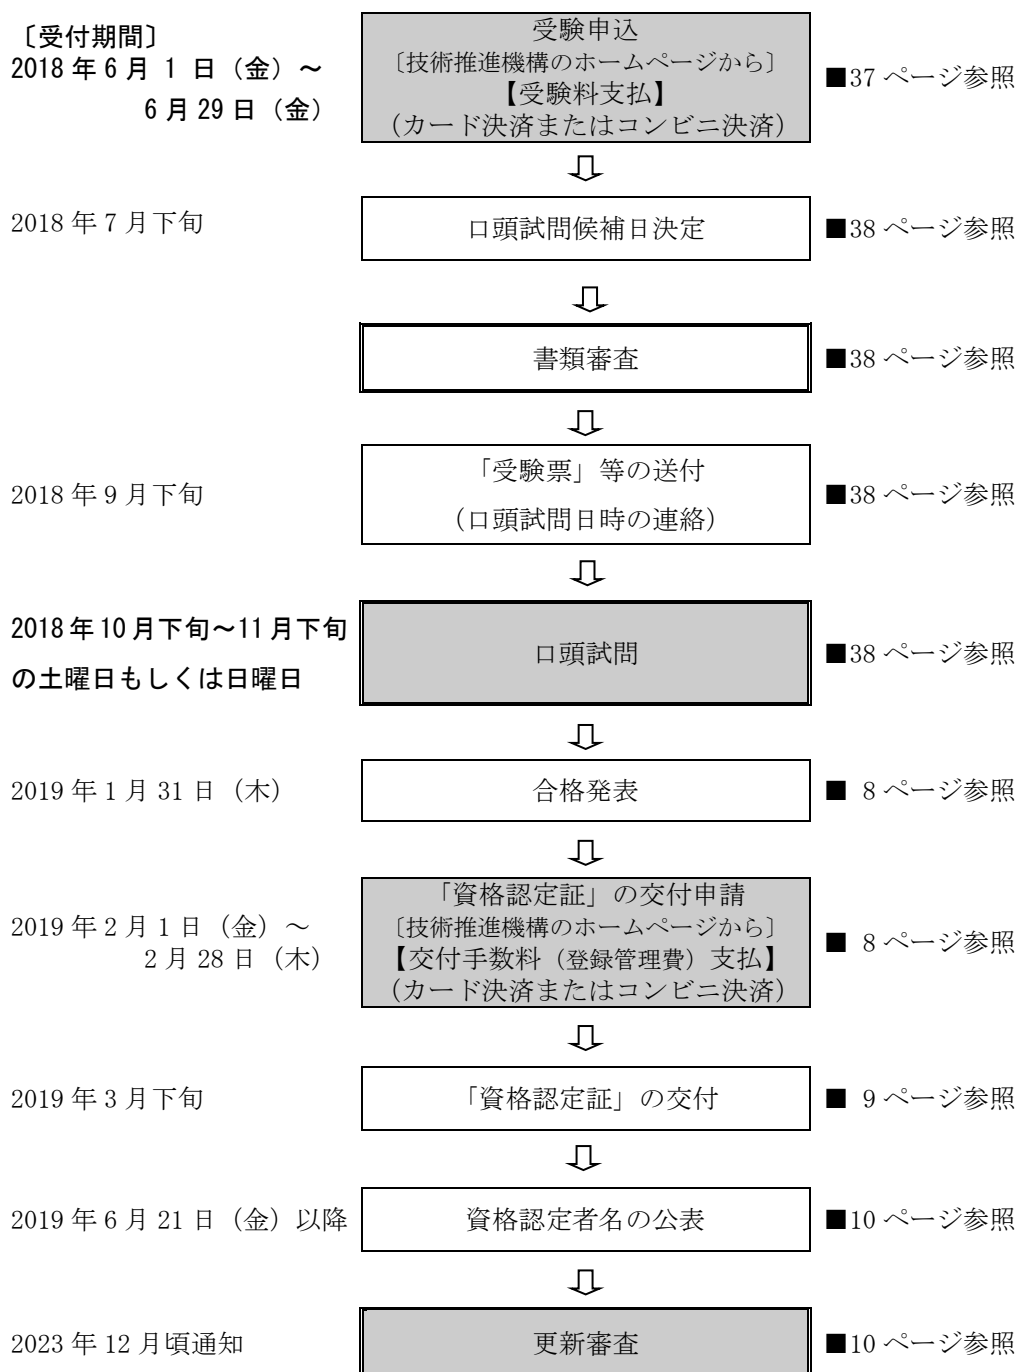 〔受付期間〕
2018年6月 1 日（金）～
6月29日（金）
受験申込
〔技術推進機構のホームページから〕
【受験料支払】
（カード決済またはコンビニ決済）
■37 ページ参照
2018年7月下旬
口頭試問候補日決定
■38 ページ参照
書類審査
■38 ページ参照
2018年9月下旬
「受験票」等の送付
（口頭試問日時の連絡）
■38 ページ参照
2018年10月下旬～11月下旬
の土曜日もしくは日曜日
口頭試問
■38 ページ参照
2019年1月31日（木）
合格発表
■ 8 ページ参照
2019年2月1日（金）～
2月28日（木）
「資格認定証」の交付申請
〔技術推進機構のホームページから〕
【交付手数料（登録管理費）支払】
（カード決済またはコンビニ決済）
■ 8 ページ参照
2019年3月下旬
「資格認定証」の交付
■ 9 ページ参照
2019年6月21日（金）以降
資格認定者名の公表
■10 ページ参照
2023年12月頃通知
更新審査
■10 ページ参照